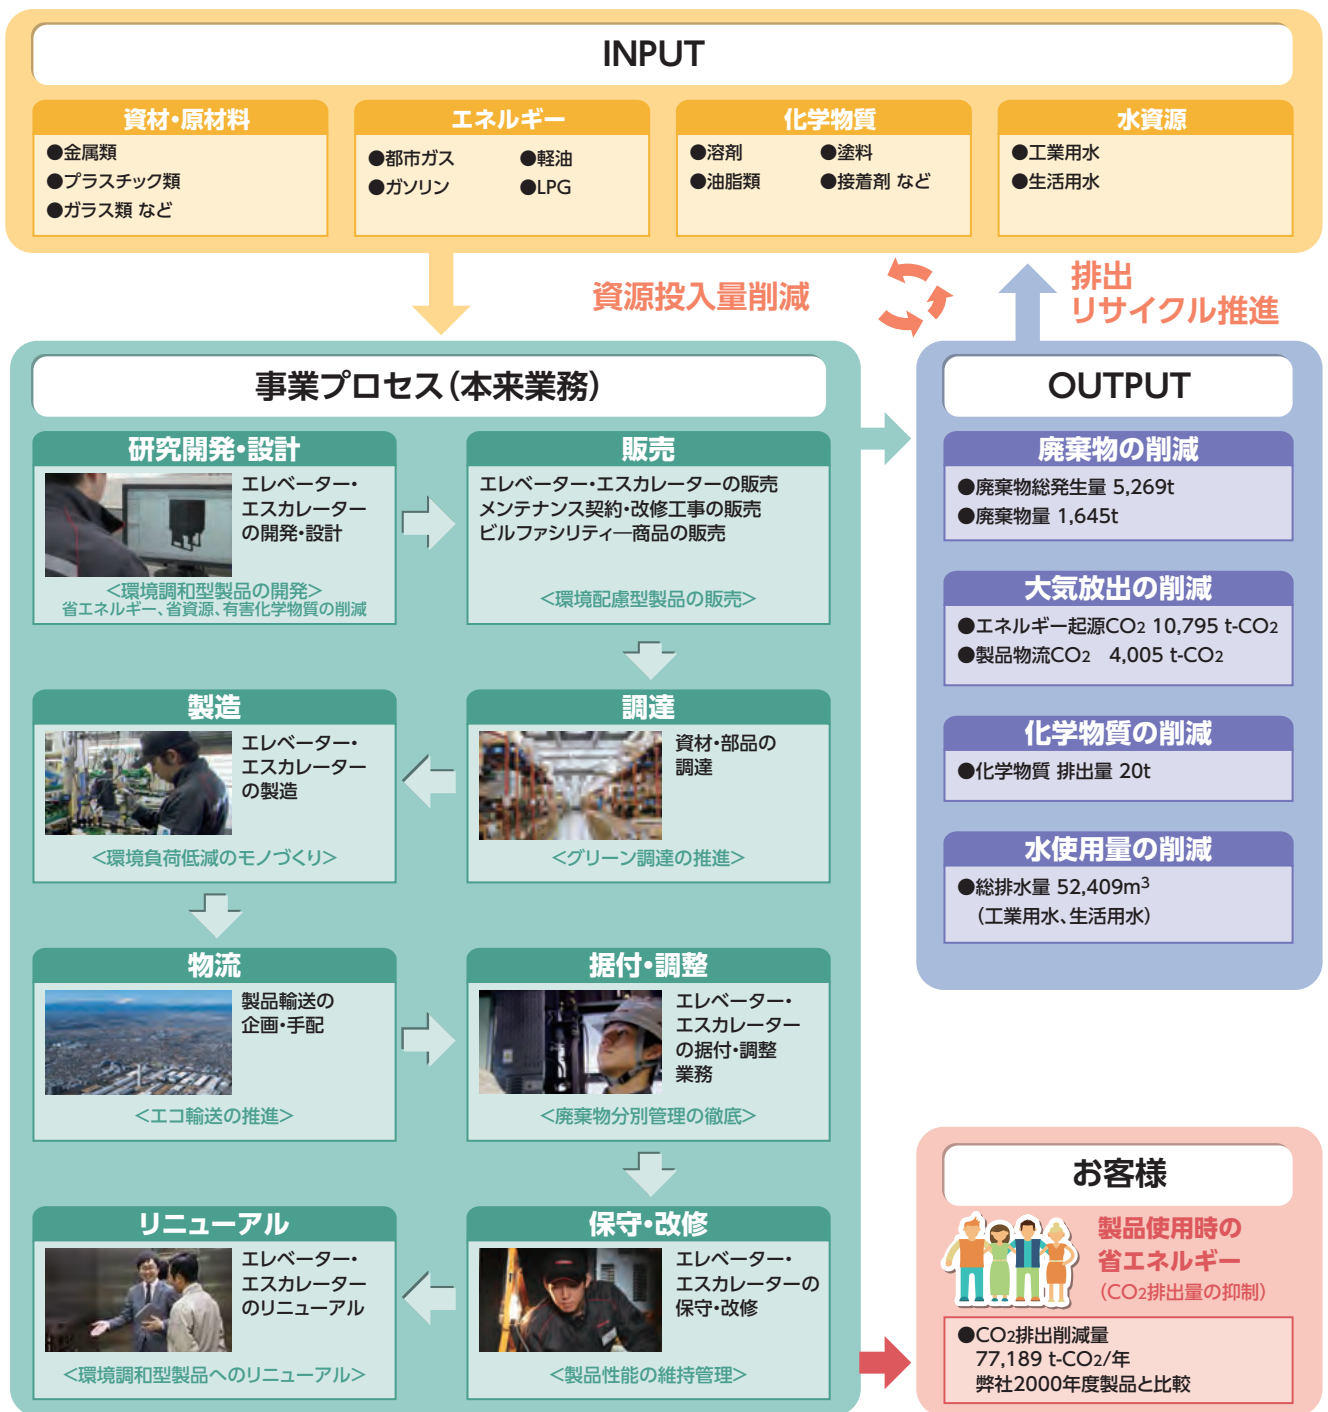 INPUT
資材・原材料
●金属類
●プラスチック類
●ガラス類 など
エネルギー
●都市ガス ●軽油
●ガソリン ●LPG
化学物質
●溶剤 ●塗料
●油脂類 ●接着剤 など
水資源
●工業用水
●生活用水
資源投入量削減
排出
リサイクル推進
事業プロセス(本来業務)
研究開発・設計
エレベーター・
エスカレーター
の開発・設計
<環境調和型製品の開発>
省エネルギー、省資源、有害化学物質の削減
販売
エレベーター・エスカレーターの販売
メンテナンス契約・改修工事の販売
ビルファシリティ―商品の販売
<環境配慮型製品の販売>
調達
資材・部品の
調達
<グリーン調達の推進>
製造
エレベーター・
エスカレーター
の製造
<環境負荷低減のモノづくり>
物流
製品輸送の
企画・手配
<エコ輸送の推進>
据付・調整
エレベーター・
エスカレーター
の据付・調整
業務
<廃棄物分別管理の徹底>
保守・改修
エレベーター・
エスカレーターの
保守・改修
<製品性能の維持管理>
リニューアル
エレベーター・
エスカレーター
のリニューアル
<環境調和型製品へのリニューアル>
OUTPUT
廃棄物の削減
●廃棄物総発生量 5,269t
●廃棄物量 1,645t
大気放出の削減
●エネルギー起源CO2 10,795 t-CO2
●製品物流CO2 4,005 t-CO2
化学物質の削減
●化学物質 排出量 20t
水使用量の削減
●総排水量 52,409m3
(工業用水、生活用水)
お客様
製品使用時の
省エネルギー
(CO2排出量の抑制)
●CO2排出削減量
77,189 t-CO2/年
弊社2000年度製品と比較